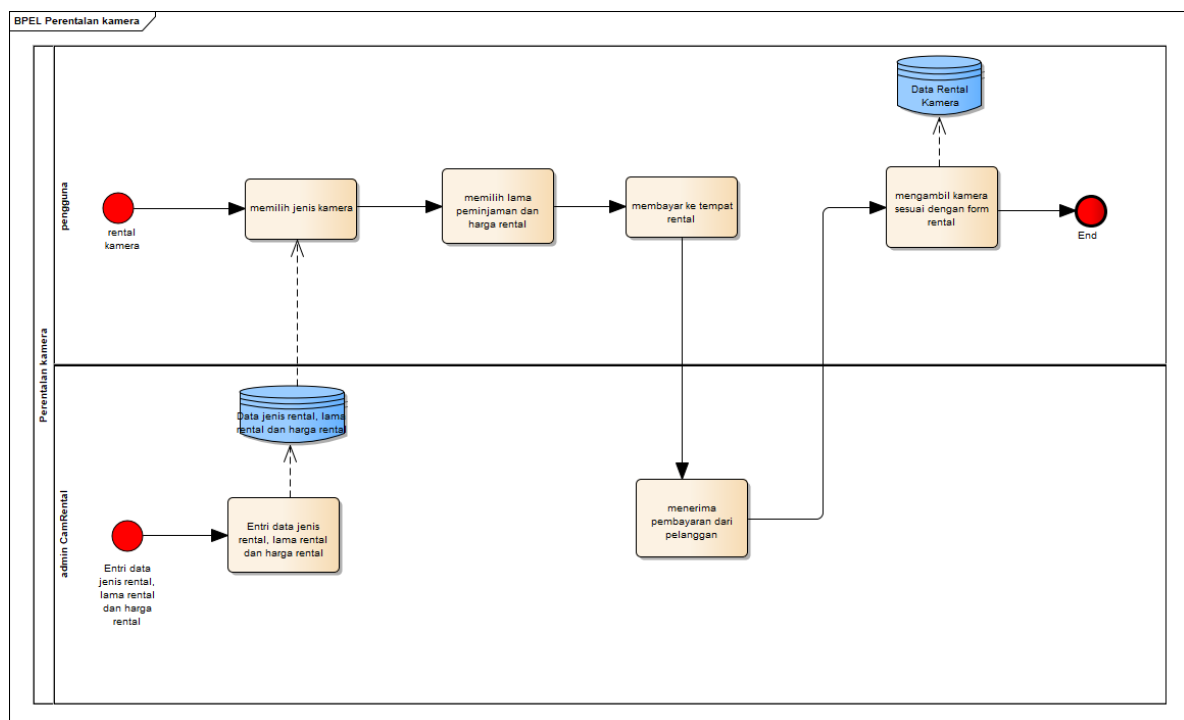 BPEL Perentalan kamera
Perentalan kamera
pengguna
rental
kamera
memilih jenis kamera
memilih lama
peminjaman dan
harga rental
membayar ke tempat
rental
Data Rental
Kamera
mengambil kamera
sesuai dengan form
rental
End
admin CamRental
Data jenis rental, lama
rental dan harga rental
Entri data jenis
rental, lama rental
dan harga rental
Entri data
jenis rental,
lama rental
dan harga
rental
menerima
pembayaran dari
pelanggan